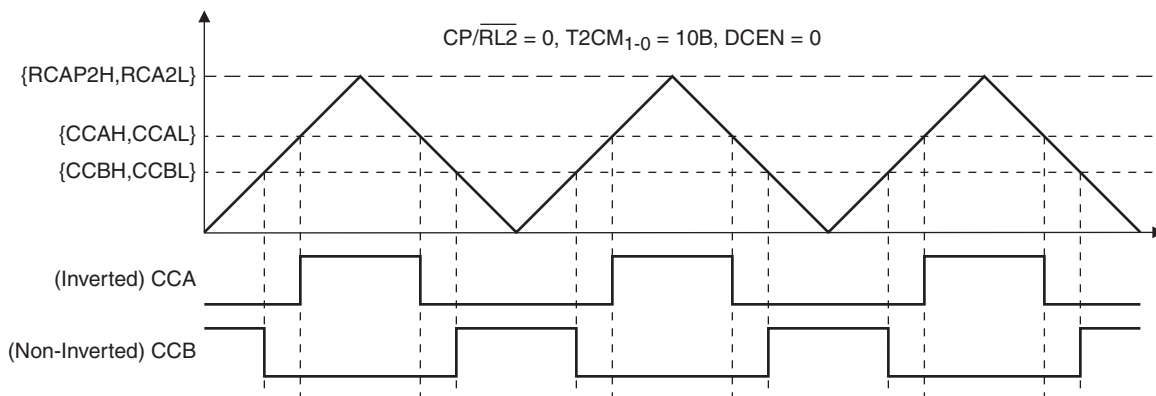 CP/RL2 = 0, T2CM1-0 = 10B, DCEN = 0
{RCAP2H,RCA2L}
{CCAH,CCAL}
{CCBH,CCBL}
(Inverted) CCA
(Non-Inverted) CCB